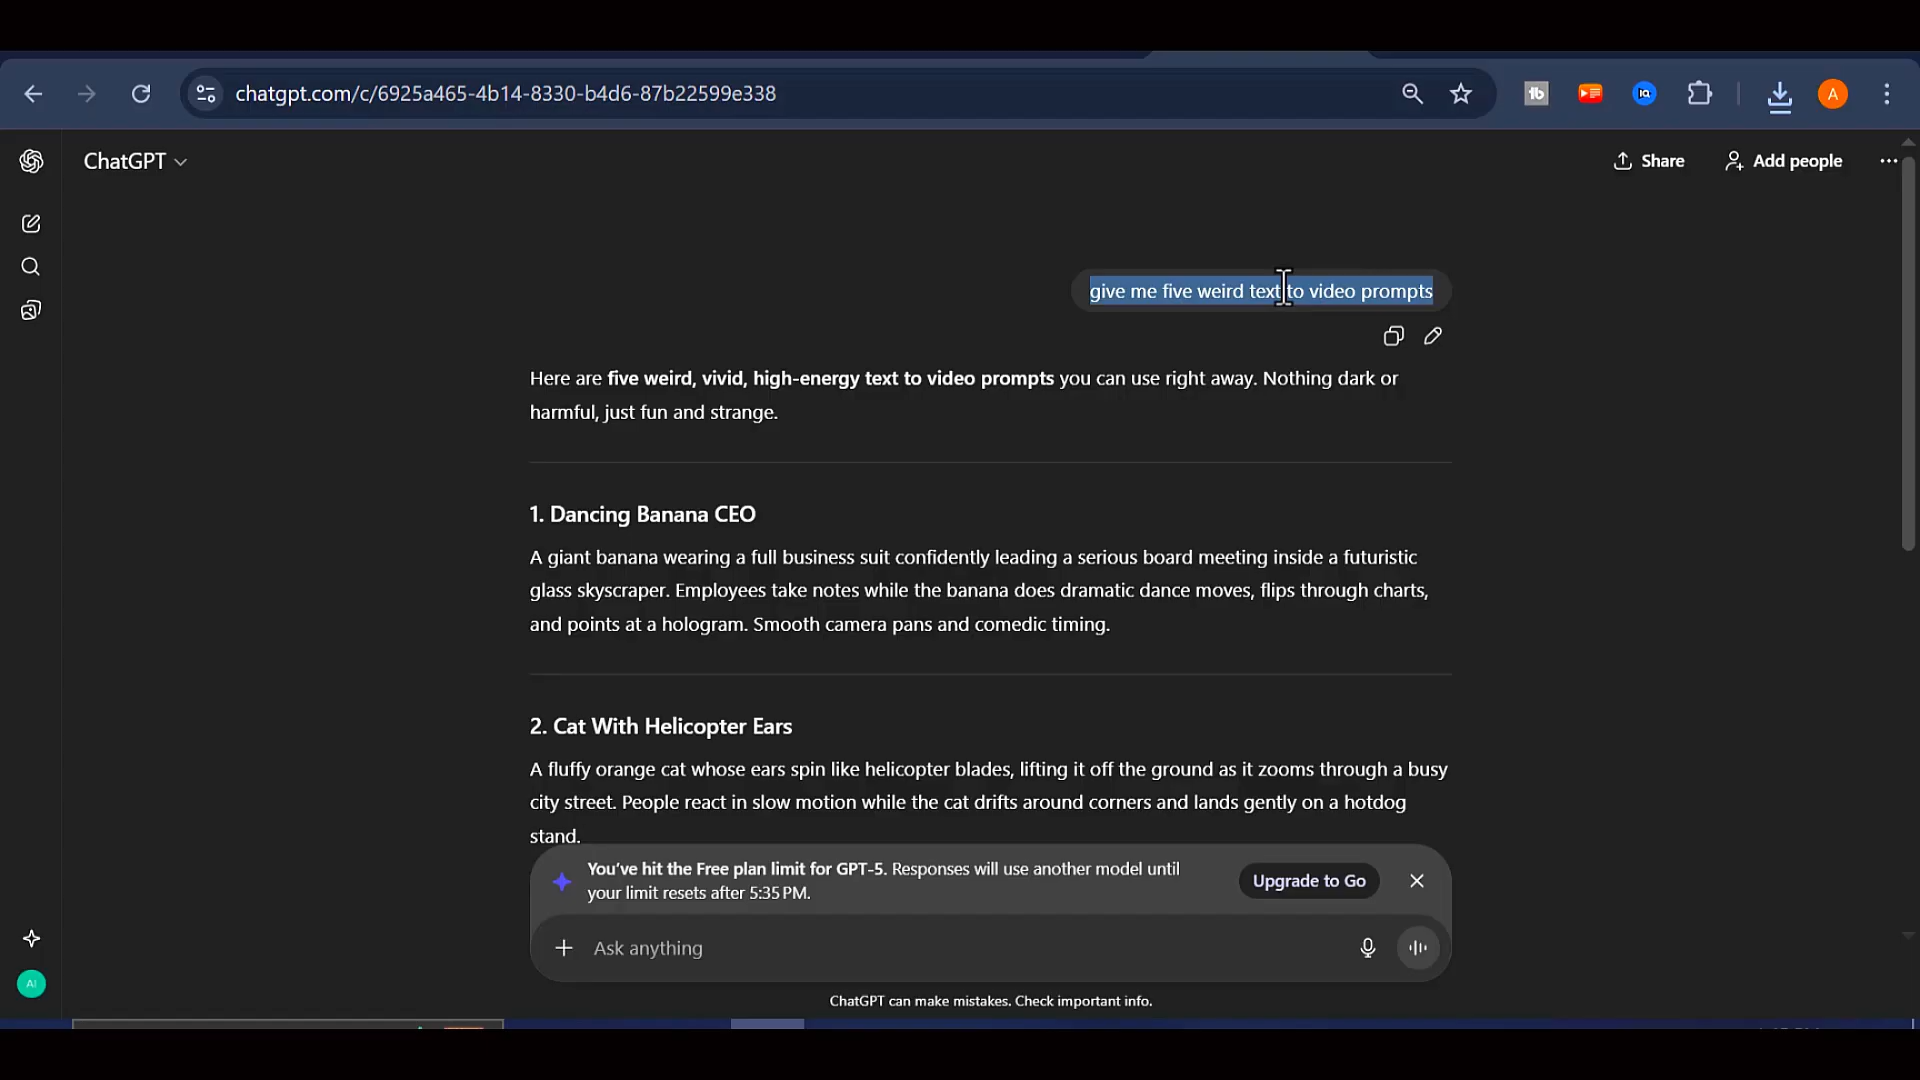 chatgpt.com/c/6925a465-4b14-8330-b4d6-87b22599e338
tb
IQ
A
ChatGPT
Share
Add people
give me five weird text to video prompts
Here are five weird, vivid, high-energy text to video prompts you can use right away. Nothing dark or
harmful, just fun and strange.
1. Dancing Banana CEO
A giant banana wearing a full business suit confidently leading a serious board meeting inside a futuristic
glass skyscraper. Employees take notes while the banana does dramatic dance moves, flips through charts,
and points at a hologram. Smooth camera pans and comedic timing.
2. Cat With Helicopter Ears
A fluffy orange cat whose ears spin like helicopter blades, lifting it off the ground as it zooms through a busy
city street. People react in slow motion while the cat drifts around corners and lands gently on a hotdog
stand.
You've hit the Free plan limit for GPT-5. Responses will use another model until
your limit resets after 5:35 PM.
Upgrade to Go
Ask anything
AI
ChatGPT can make mistakes. Check important info.